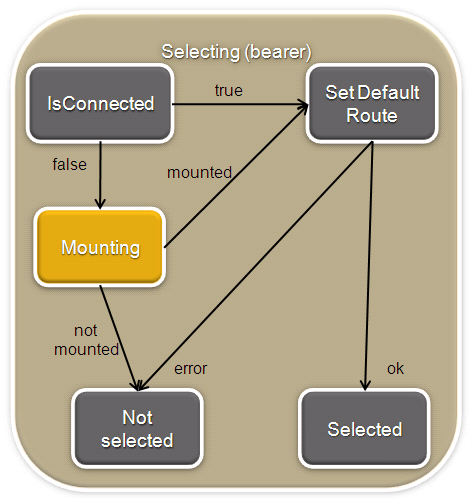 Selecting (bearer)
IsConnected
true
Set Default
Route
false
mounted
Mounting
not
mounted
error
ok
Not
selected
Selected